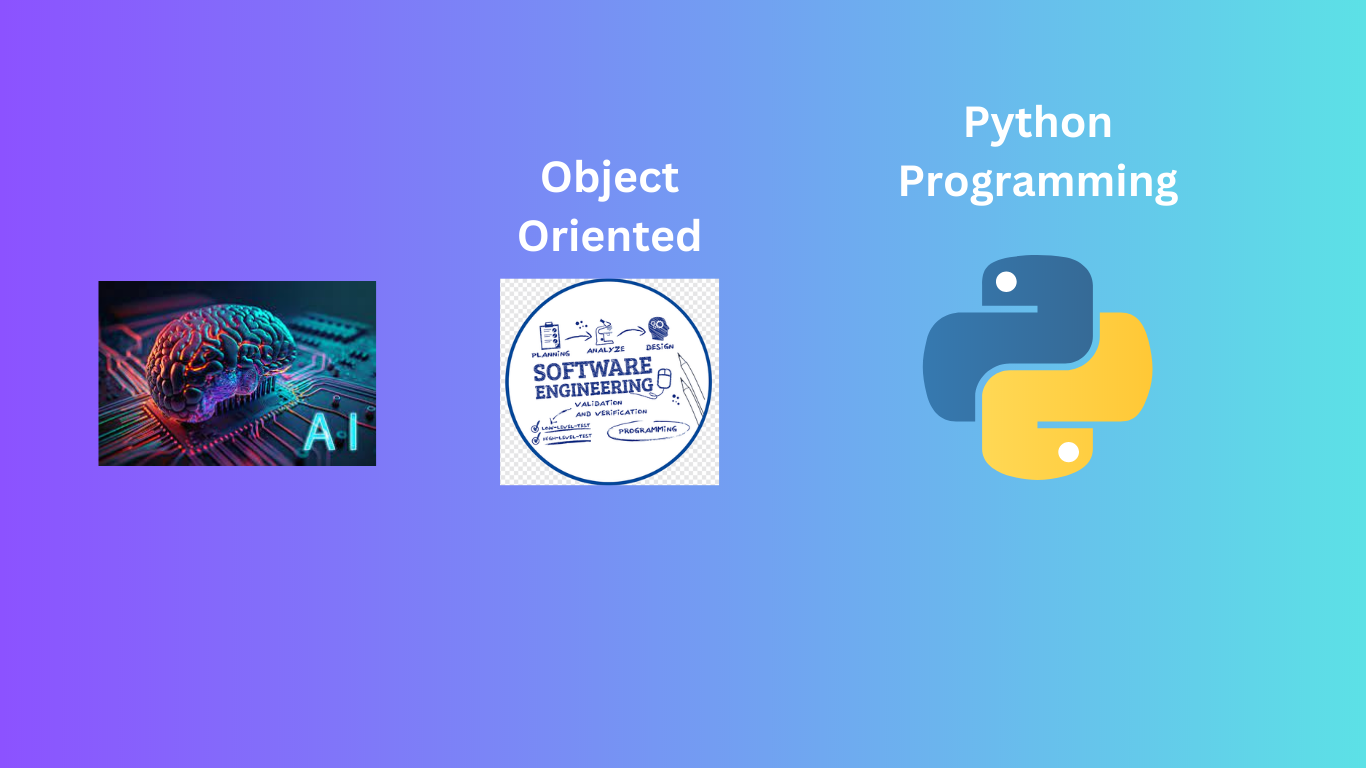 Python
Programming
Object
Oriented
AI
PLANNING
ANALYZE
DESIGN
SOFTWARE
ENGINEERING
VALIDATION
AND VERIFICATION
LOW-LEVEL-TEST
HIGH-LEVEL-TEST
PROGRAMMING